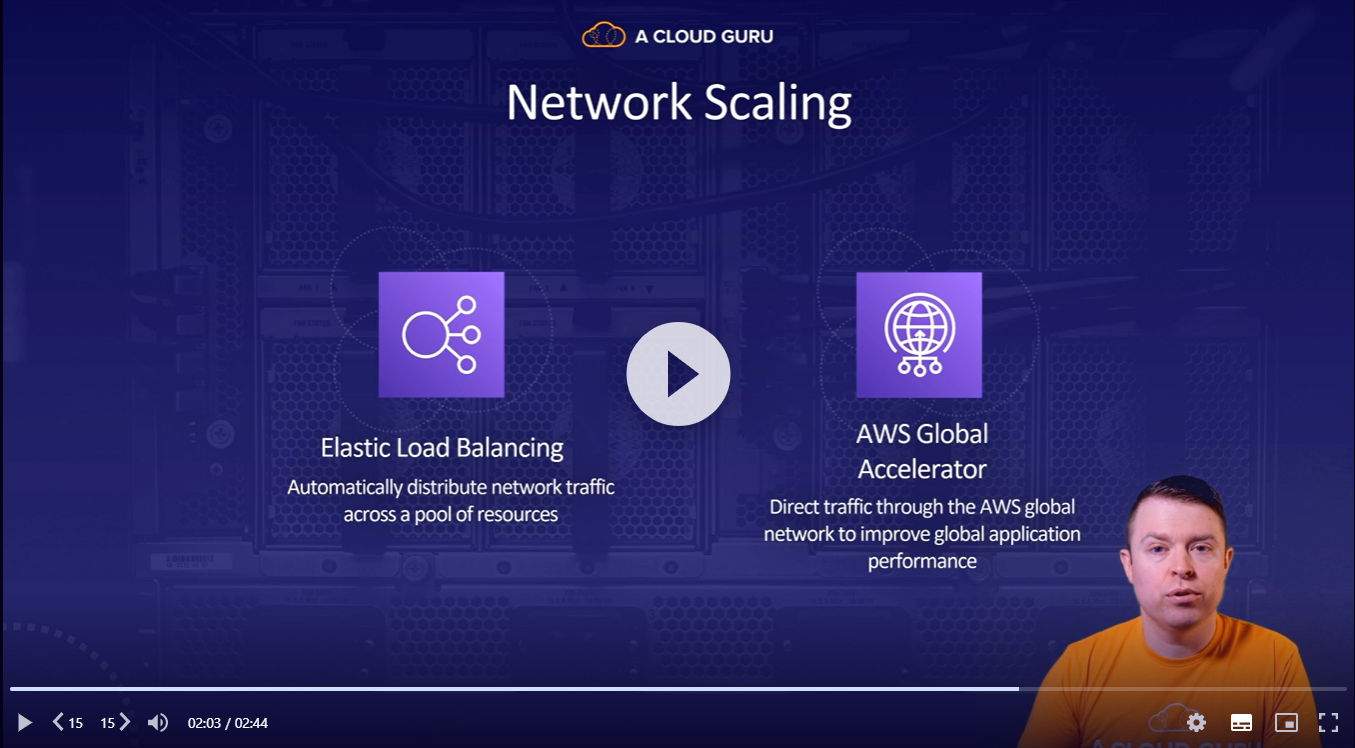 A CLOUD GURU
Network Scaling
Elastic Load Balancing
Automatically distribute network traffic
across a pool of resources
AWS Global
Accelerator
Direct traffic through the AWS global
network to improve global application
performance
15
15
02:03 / 02:44